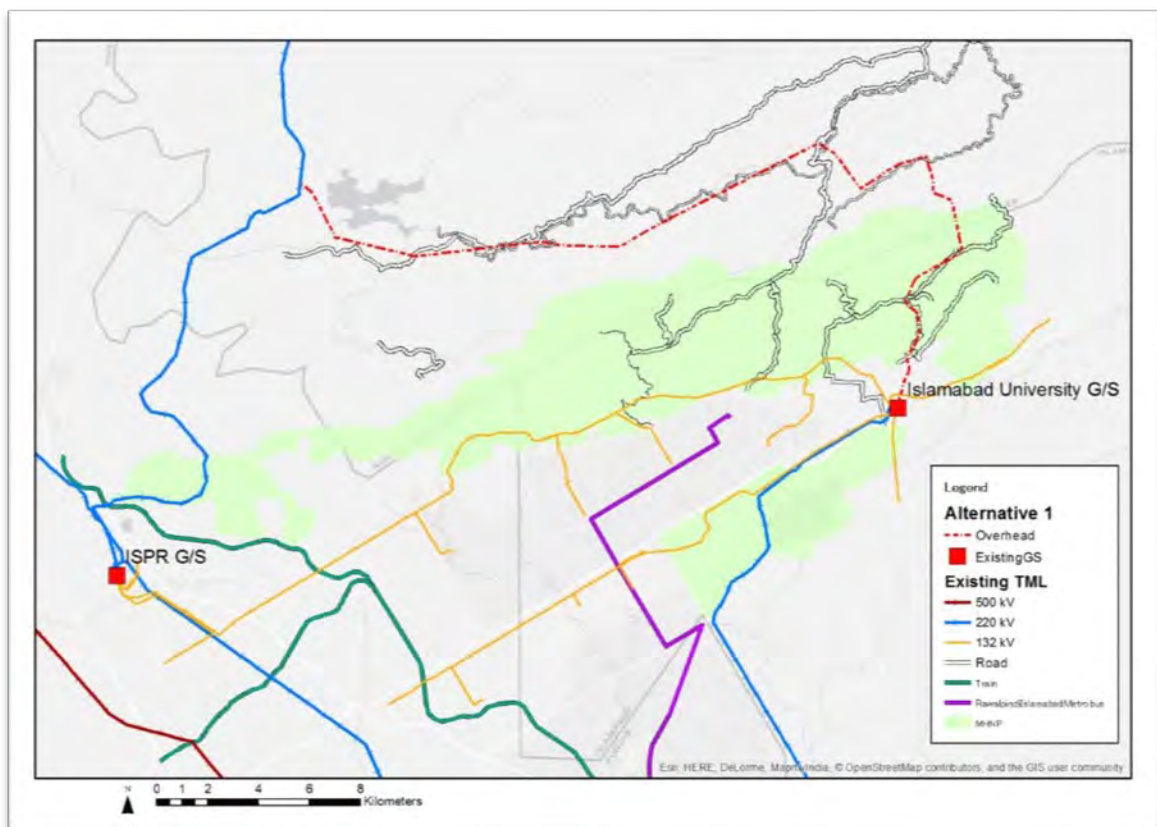 Islamabad University G/S
ISPR G/S
Legend
Alternative 1
Overhead
ExistingGS
Existing TML
500 kV
220 kV
132 kV
Road
Train
RawalpindiIslamabadMetrobus
MHNP
Esri, HERE, DeLorme, MapmyIndia, © OpenStreetMap contributors, and the GIS user community
N
0 1 2 4 6 8
Kilometers